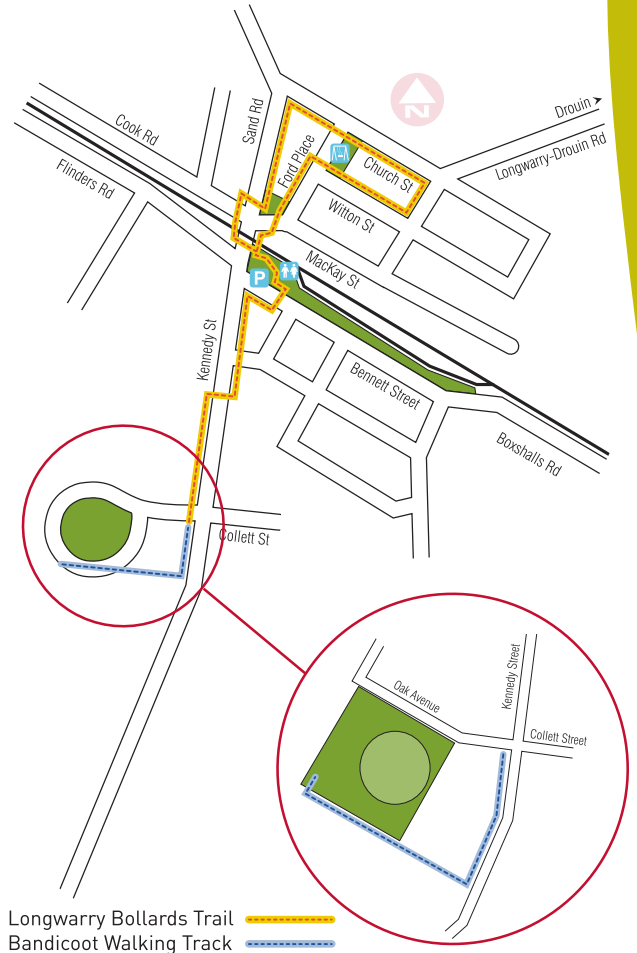 Drouin
Longwarry-Drouin Rd
Sand Rd
Cook Rd
Flinders Rd
Ford Place
Church St
Witton St
MacKay St
N
P
Kennedy St
Bennett Street
Boxshalls Rd
Collett St
Oak Avenue
Kennedy Street
Collett Street
Longwarry Bollards Trail
Bandicoot Walking Track